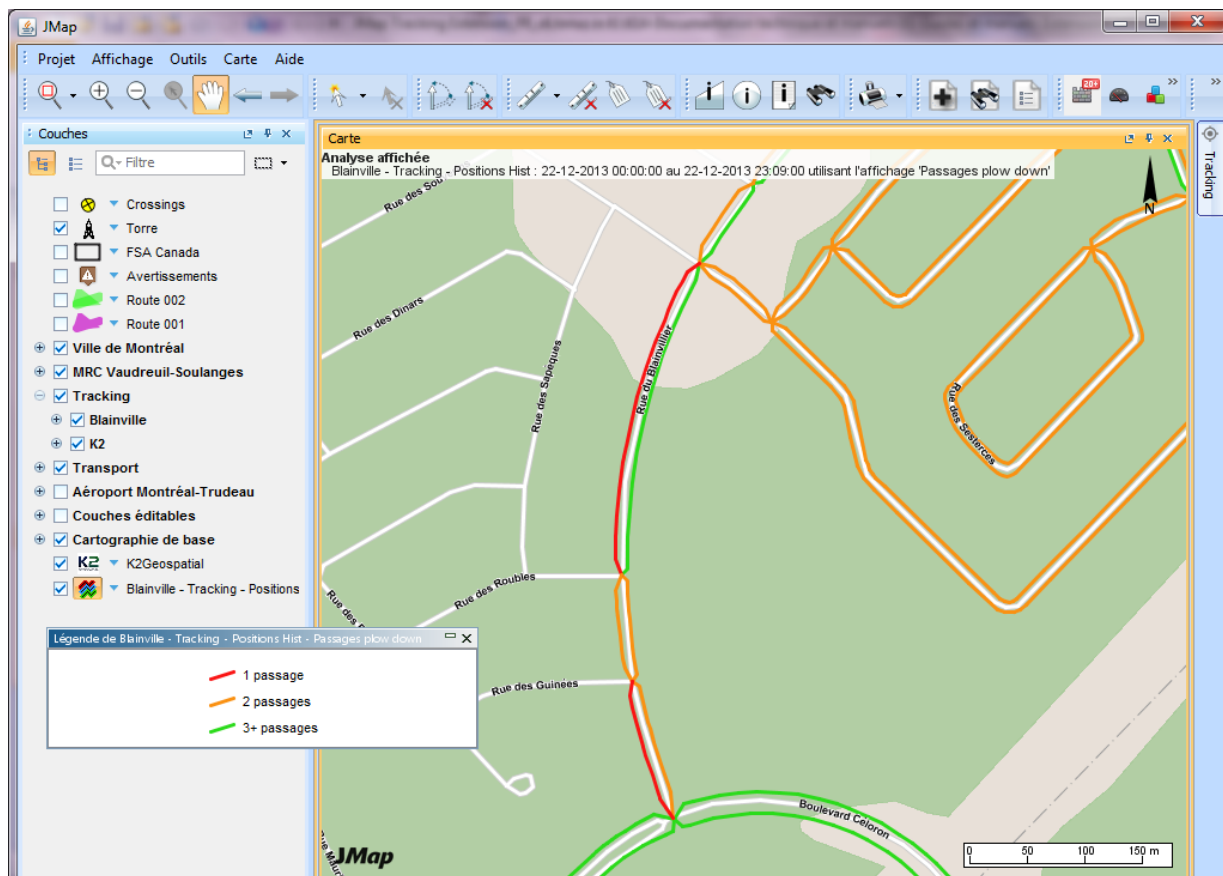 JMap
Projet Affichage Outils Carte Aide
20+
Couches
Filtre
Crossings
Torre
FSA Canada
Avertissements
Route 002
Route 001
Ville de Montréal
MRC Vaudreuil-Soulanges
Tracking
Blainville
K2
Transport
Aéroport Montréal-Trudeau
Couches éditables
Cartographie de base
K2 K2Geospatial
Blainville - Tracking - Positions
Légende de Blainville - Tracking - Positions Hist - Passages plow down
1 passage
2 passages
3+ passages
Carte
Analyse affichée
Blainville - Tracking - Positions Hist : 22-12-2013 00:00:00 au 22-12-2013 23:09:00 utilisant l'affichage 'Passages plow down'
N
Tracking
Rue des Dinars
Rue des Sapèques
Rue du Blainvillier
Rue des Sesterces
Rue des Roubles
Rue des Guinées
Boulevard Céloron
JMap
0 50 100 150 m